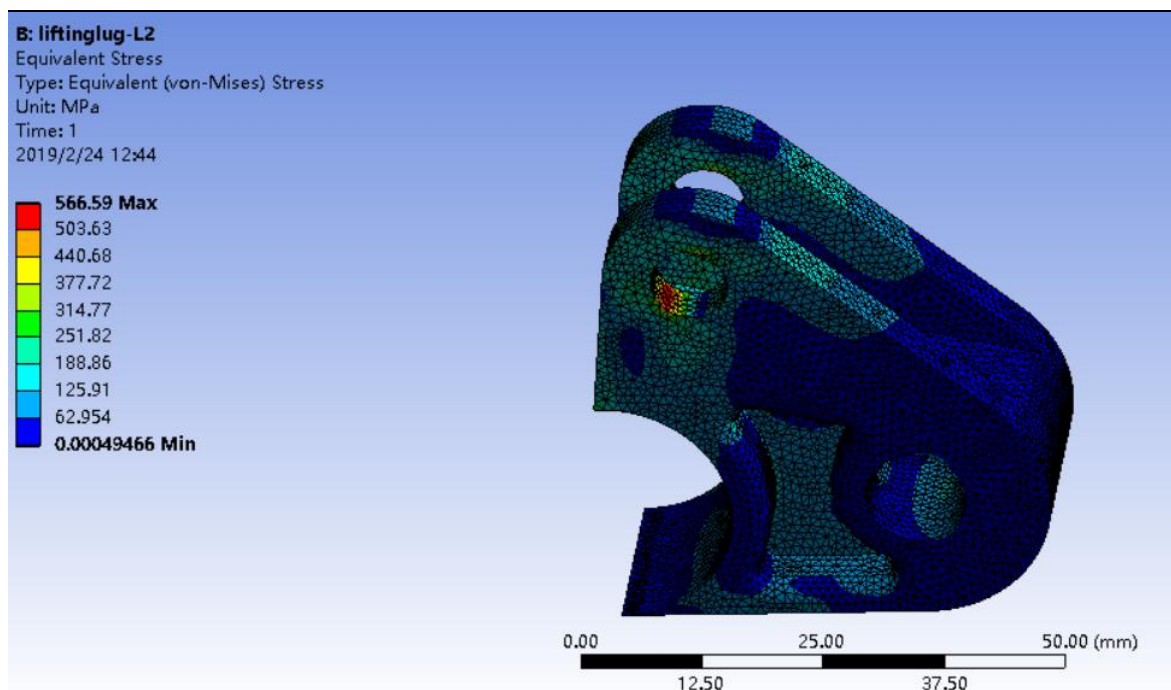 B: liftinglug-L2
Equivalent Stress
Type: Equivalent (von-Mises) Stress
Unit: MPa
Time: 1
2019/2/24 12:44
566.59 Max
503.63
440.68
377.72
314.77
251.82
188.86
125.91
62.954
0.00049466 Min
0.00 25.00 50.00 (mm)
12.50 37.50